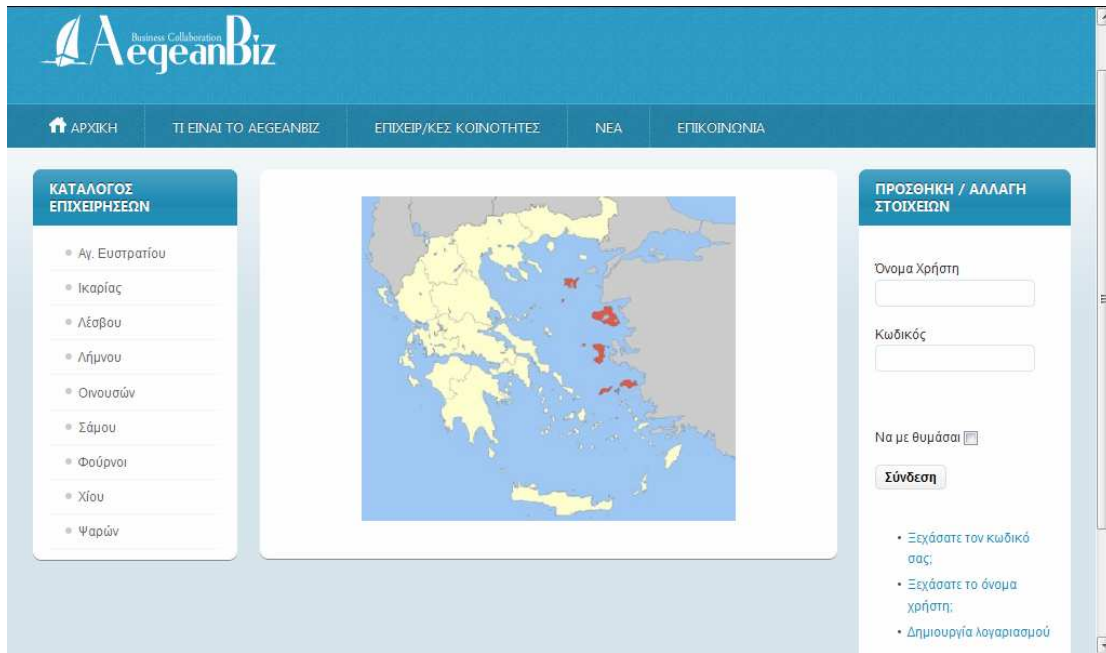 Business Collaboration
AegeanBiz
ΑΡΧΙΚΗ
ΤΙ ΕΙΝΑΙ ΤΟ AEGEANBIZ
ΕΠΙΧΕΙΡ/ΚΕΣ ΚΟΙΝΟΤΗΤΕΣ
ΝΕΑ
ΕΠΙΚΟΙΝΩΝΙΑ
ΚΑΤΑΛΟΓΟΣ
ΕΠΙΧΕΙΡΗΣΕΩΝ
Αγ. Ευστρατίου
Ικαρίας
Λέσβου
Λήμνου
Οινουσών
Σάμου
Φούρνοι
Χίου
Ψαρών
ΠΡΟΣΘΗΚΗ / ΑΛΛΑΓΗ
ΣΤΟΙΧΕΙΩΝ
Όνομα Χρήστη
Κωδικός
Να με θυμάσαι
Σύνδεση
Ξεχάσατε τον κωδικό
σας;
Ξεχάσατε το όνομα
χρήστη;
Δημιουργία λογαριασμού